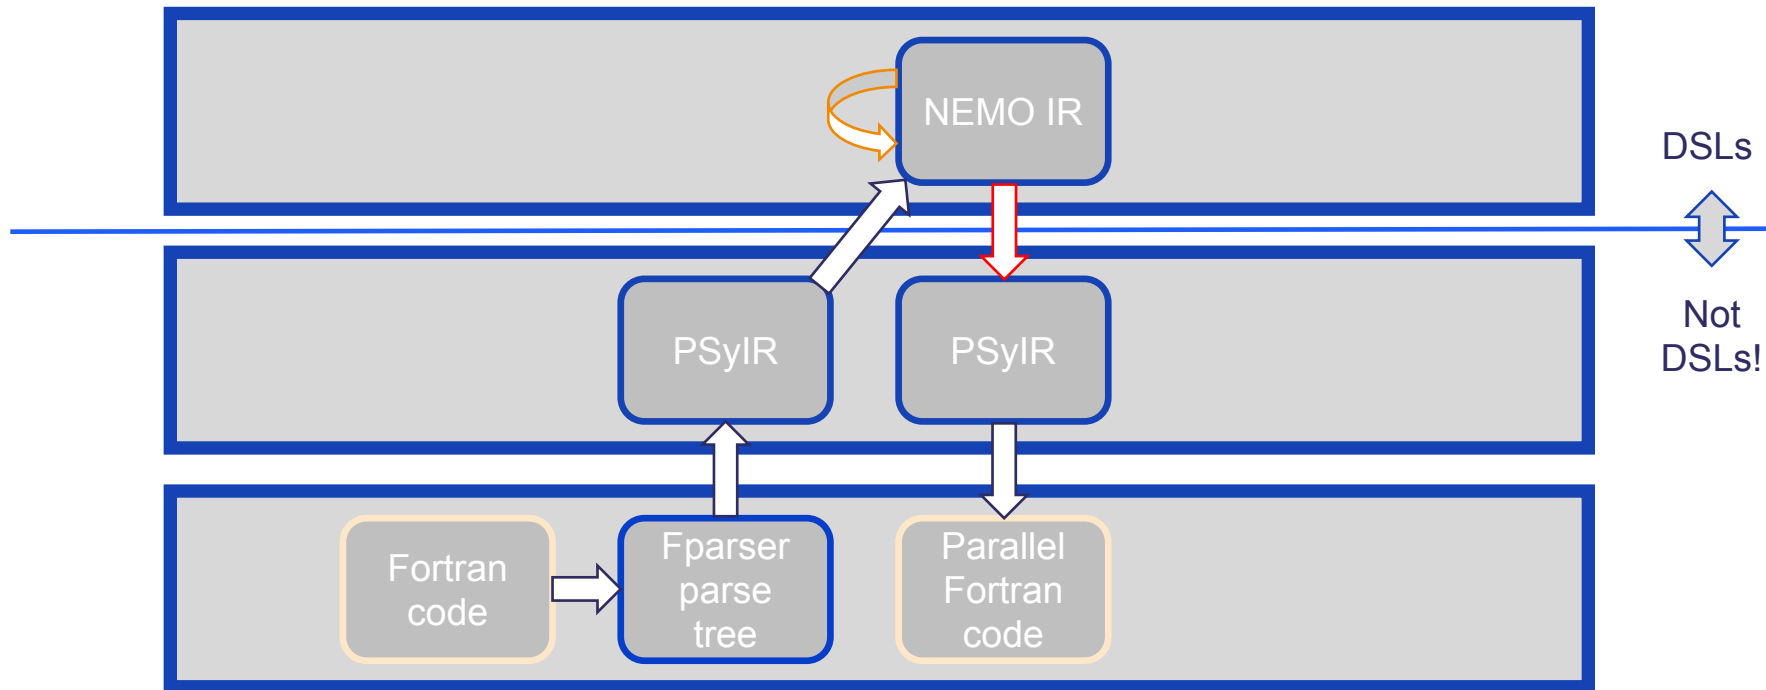 NEMO IR
DSLs
Not
DSLs!
PSyIR
PSyIR
Fortran
code
Fparser
parse
tree
Parallel
Fortran
code